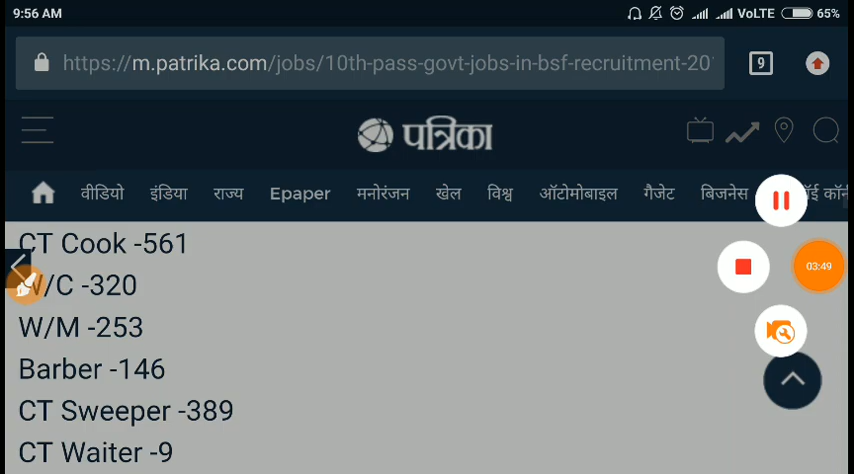 9:56 AM VoLTE 65%
https://m.patrika.com/jobs/10th-pass-govt-jobs-in-bsf-recruitment-20 9
पत्रिका
वीडियो इंडिया राज्य Epaper मनोरंजन खेल विश्व ऑटोमोबाइल गैजेट बिजनेस
CT Cook -561
W/C -320
W/M -253
03:49
Barber -146
CT Sweeper -389
CT Waiter -9